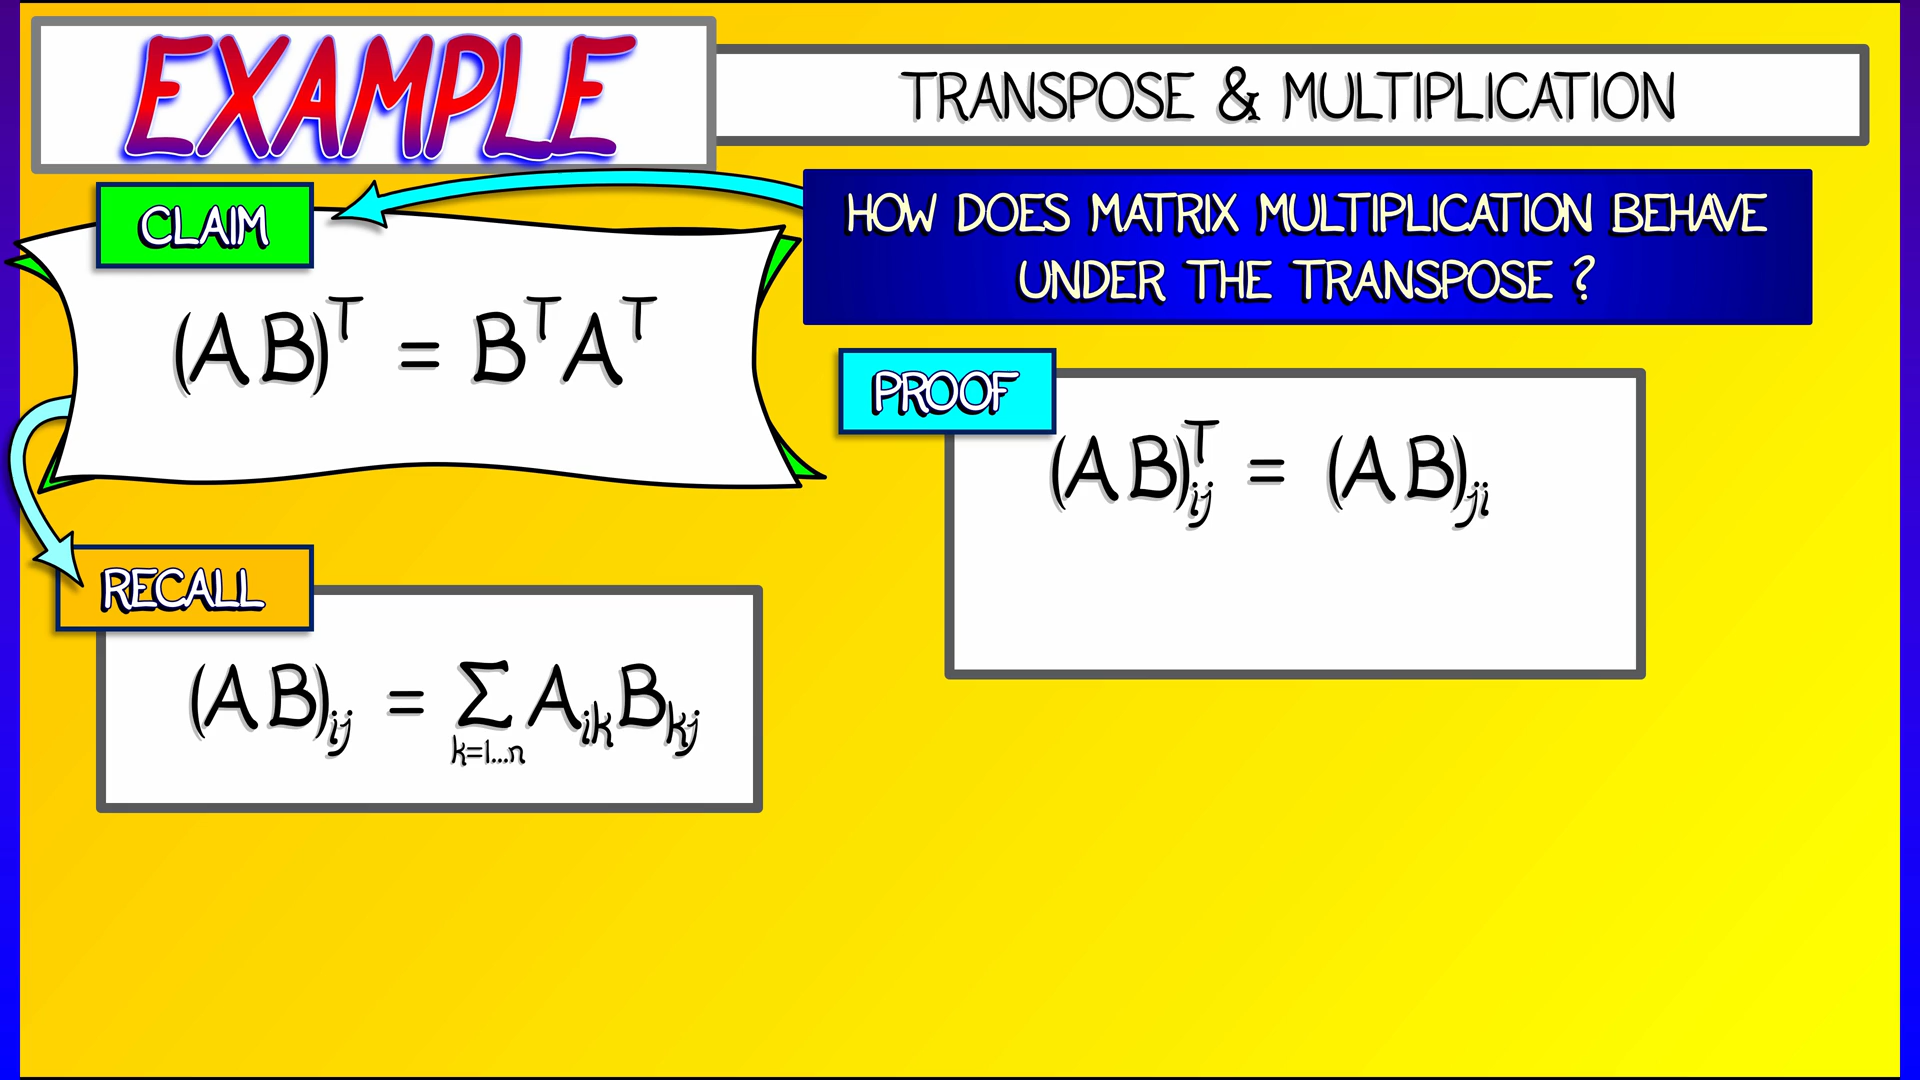 EXAMPLE
TRANSPOSE & MULTIPLICATION
HOW DOES MATRIX MULTIPLICATION BEHAVE
UNDER THE TRANSPOSE ?
CLAIM
(AB)^T = B^T A^T
RECALL
(AB)_ij = Σ_{k=1...n} A_ik B_kj
PROOF
(AB)^T_ij = (AB)_ji